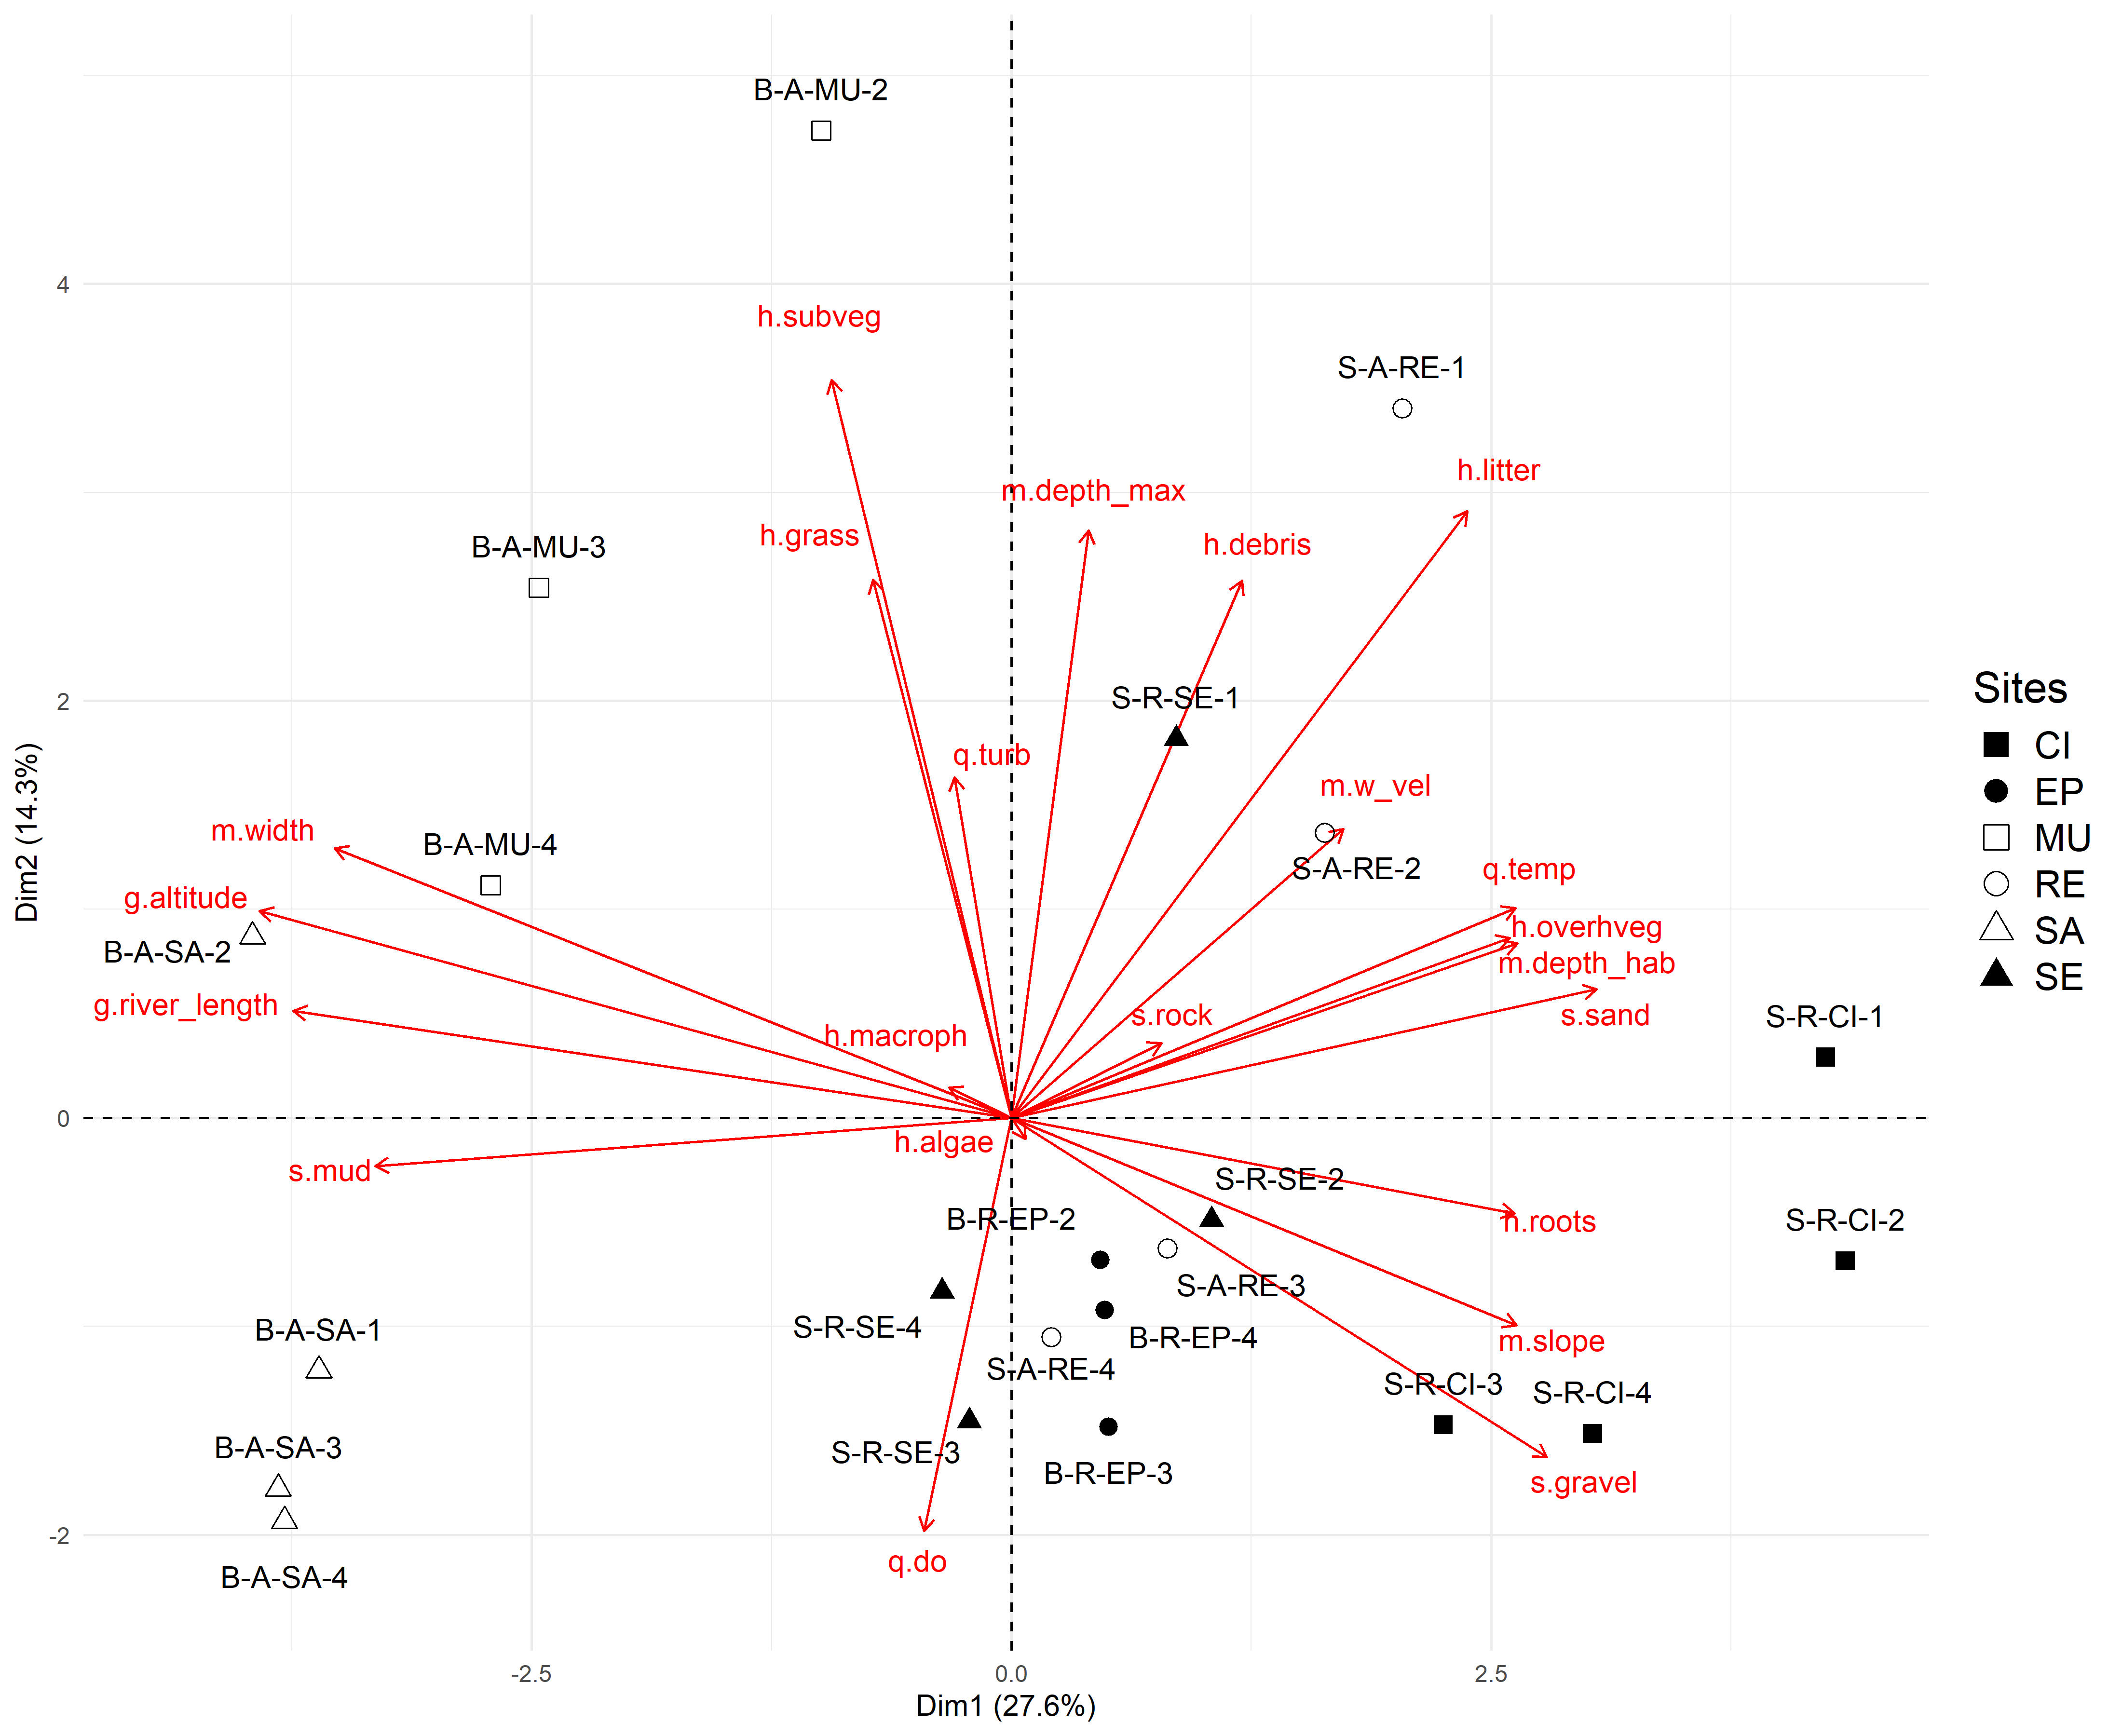 B-A-MU-2
4
h.subveg
S-A-RE-1
h.litter
m.depth_max
h.grass
h.debris
B-A-MU-3
2
S-R-SE-1
q.turb
m.w_vel
m.width
B-A-MU-4
S-A-RE-2
q.temp
g.altitude
h.overhveg
B-A-SA-2
m.depth_hab
g.river_length
s.rock
s.sand
S-R-CI-1
h.macroph
0
h.algae
s.mud
S-R-SE-2
B-R-EP-2
h.roots
S-R-CI-2
S-A-RE-3
B-A-SA-1
S-R-SE-4
B-R-EP-4
m.slope
S-A-RE-4
S-R-CI-3
S-R-CI-4
B-A-SA-3
S-R-SE-3
B-R-EP-3
s.gravel
-2
q.do
B-A-SA-4
-2.5
0.0
2.5
Dim1 (27.6%)
Dim2 (14.3%)
Sites
CI
EP
MU
RE
SA
SE